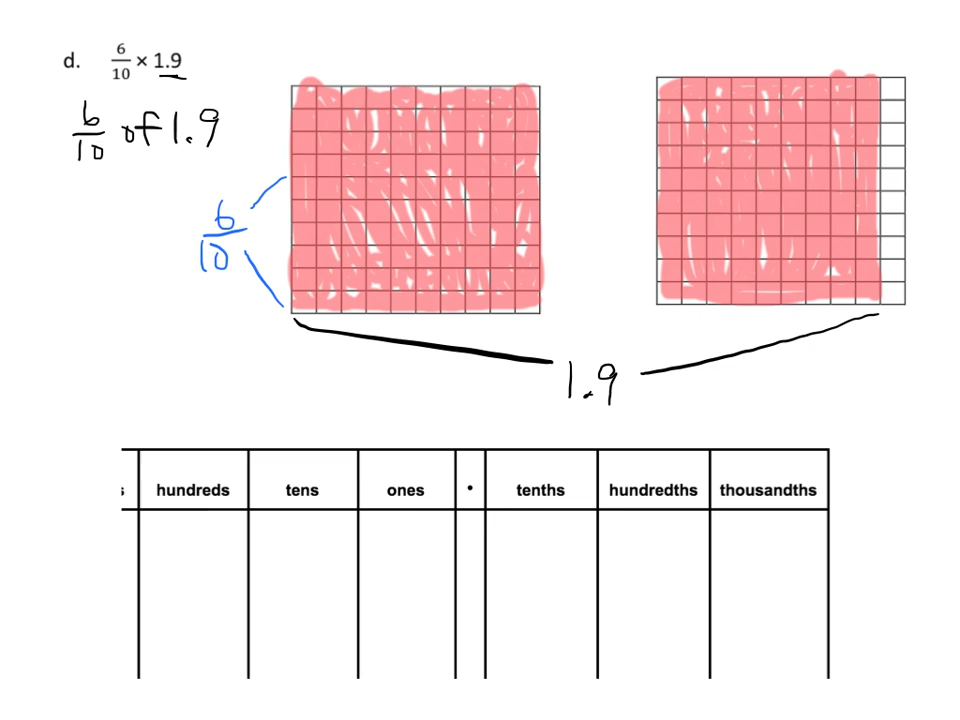 d. 6/10 × 1.9
6/10 of 1.9
6/10
1.9
hundreds tens ones . tenths hundredths thousandths